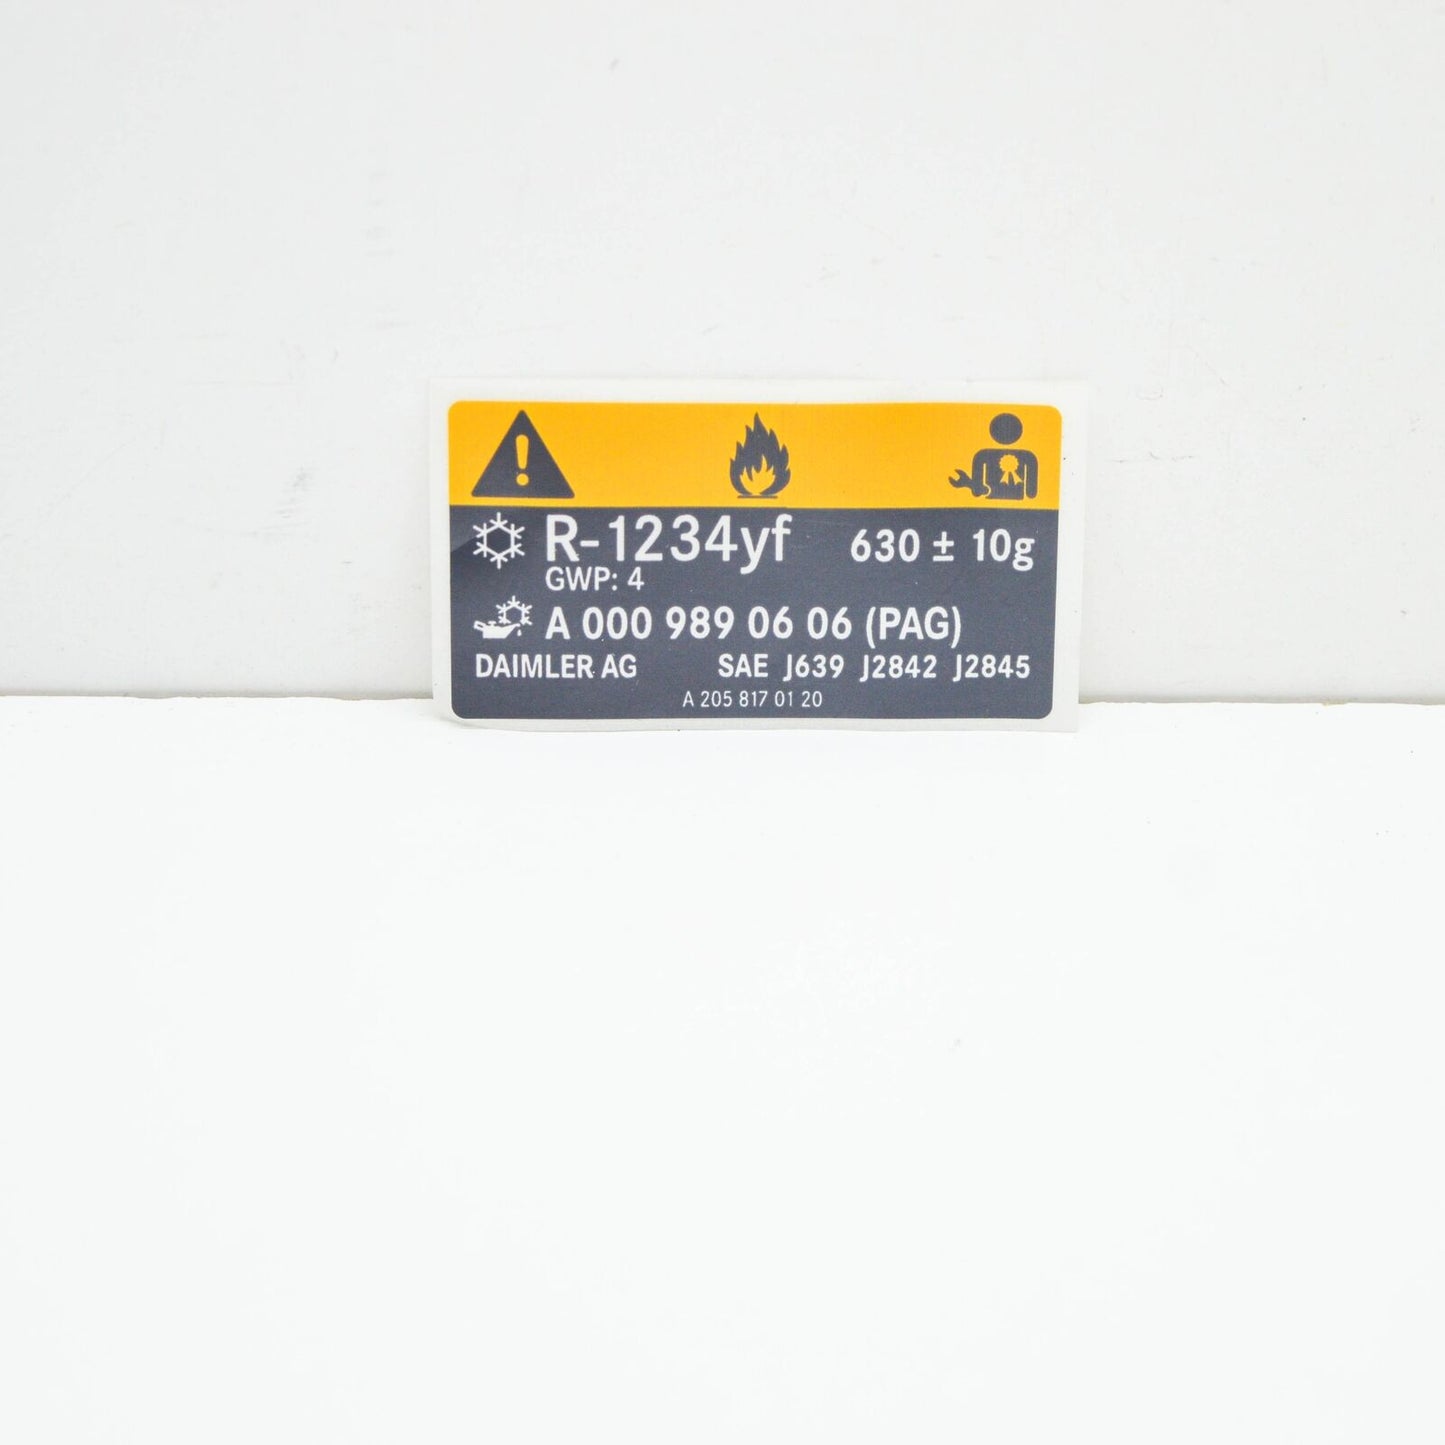 R-1234yf 630 ± 10g
GWP: 4
A 000 989 06 06 (PAG)
DAIMLER AG SAE J639 J2842 J2845
A 205 817 01 20